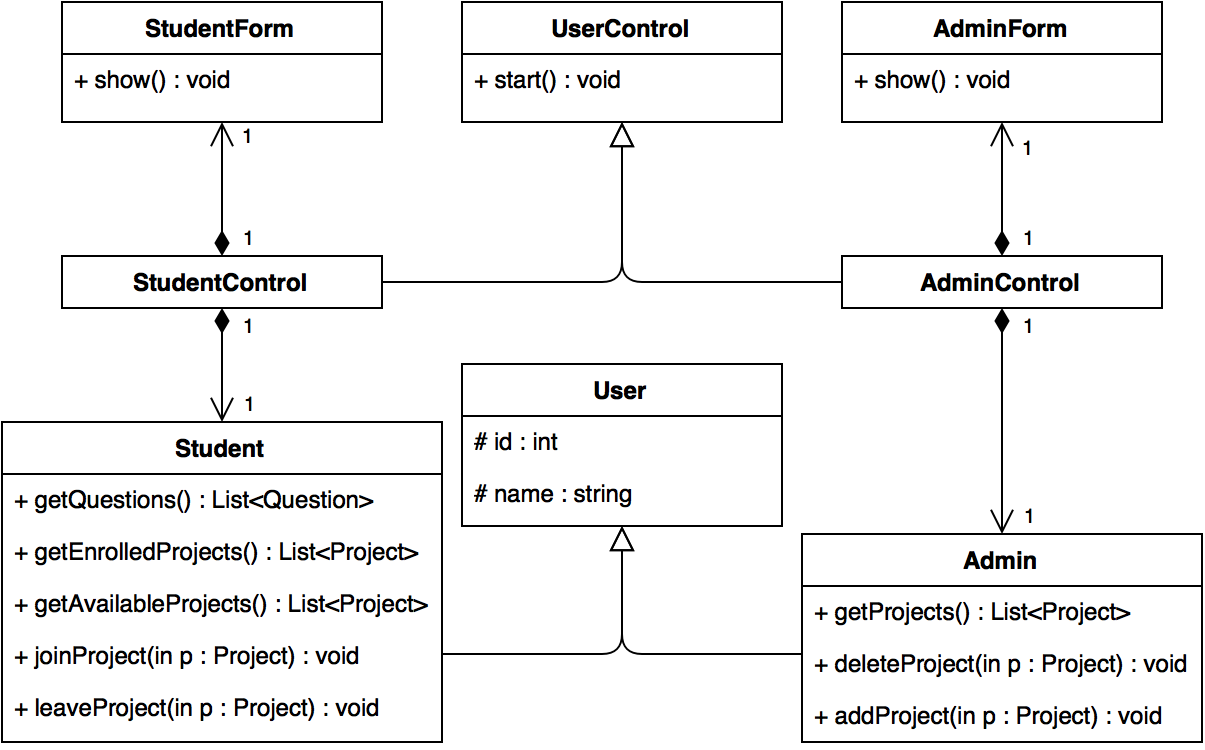 StudentForm
+ show() : void
UserControl
+ start() : void
AdminForm
+ show() : void
1
1
1
1
StudentControl
AdminControl
1
1
1
User
# id : int
# name : string
Student
+ getQuestions() : List<Question>
+ getEnrolledProjects() : List<Project>
+ getAvailableProjects() : List<Project>
+ joinProject(in p : Project) : void
+ leaveProject(in p : Project) : void
1
Admin
+ getProjects() : List<Project>
+ deleteProject(in p : Project) : void
+ addProject(in p : Project) : void